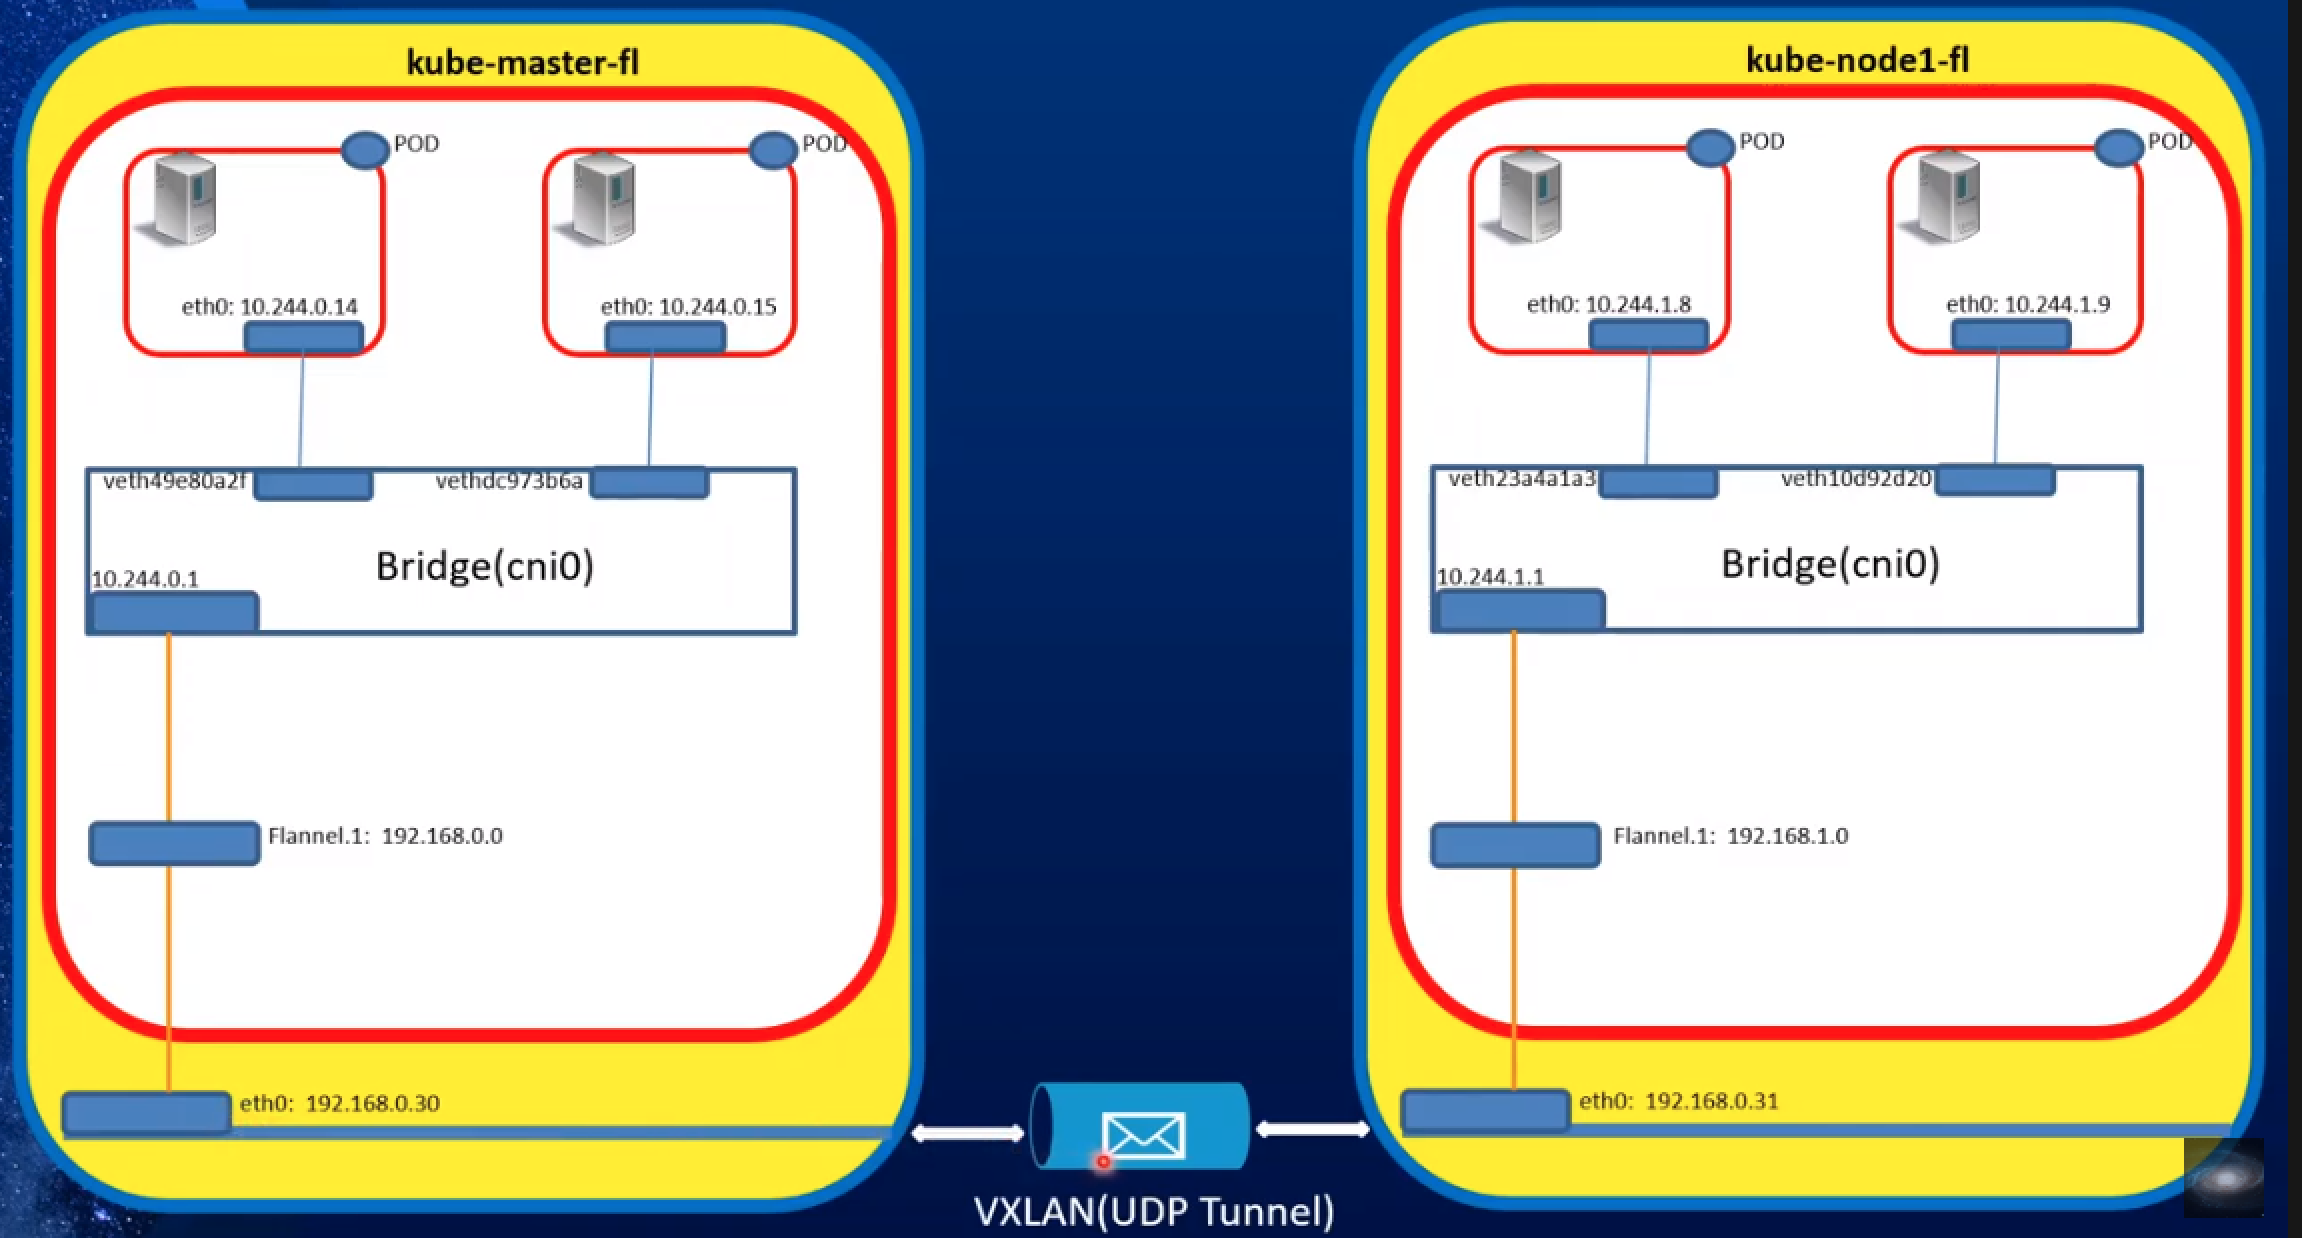 kube-master-fl
POD
POD
eth0: 10.244.0.14
eth0: 10.244.0.15
veth49e80a2f
vethdc973b6a
Bridge(cni0)
10.244.0.1
Flannel.1: 192.168.0.0
eth0: 192.168.0.30
kube-node1-fl
POD
POD
eth0: 10.244.1.8
eth0: 10.244.1.9
veth23a4a1a3
veth10d92d20
Bridge(cni0)
10.244.1.1
Flannel.1: 192.168.1.0
eth0: 192.168.0.31
VXLAN(UDP Tunnel)